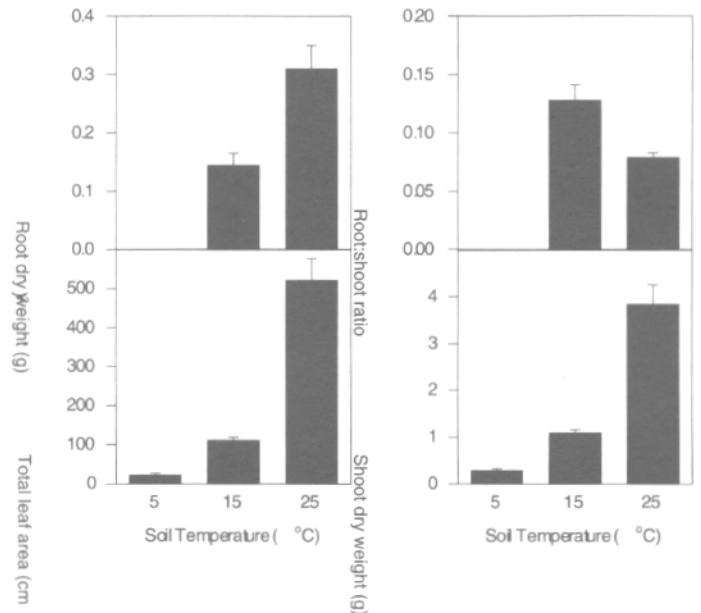 0.4
0.3
0.2
0.1
0.0
Root dry weight (g)
0.20
0.15
0.10
0.05
0.00
Root:shoot ratio
500
400
300
200
100
0
Total leaf area (cm
5 15 25
Soil Temperature ( °C)
4
3
2
1
0
Shoot dry weight (g)
5 15 25
Soil Temperature ( °C)